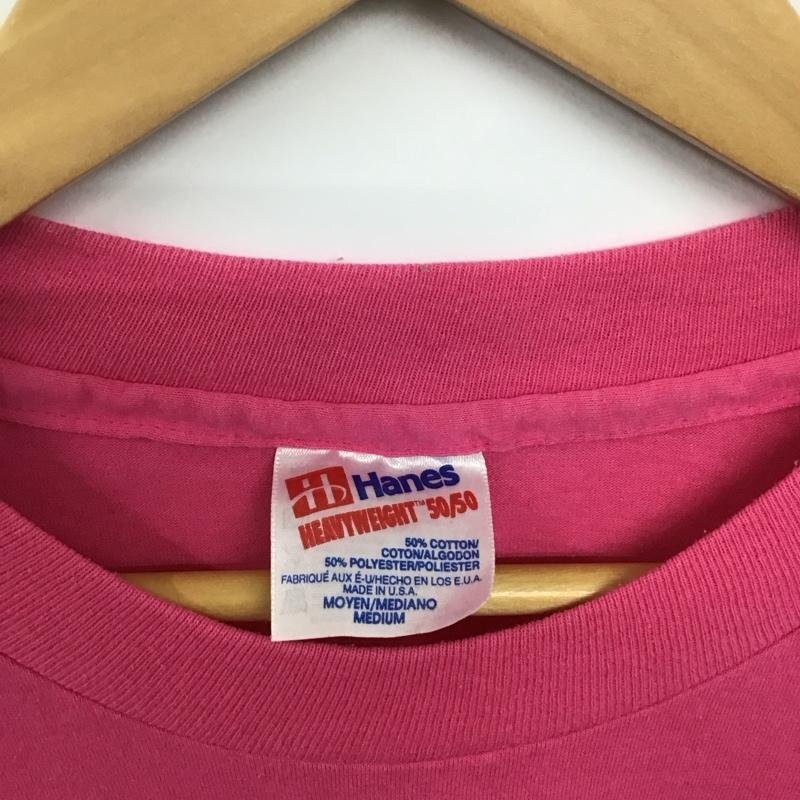 Hanes
HEAVYWEIGHT™ 50/50
50% COTTON/
COTON/ALGODON
50% POLYESTER/POLIESTER
FABRIQUÉ AUX É-U/HECHO EN LOS E.U.A.
MADE IN U.S.A.
MOYEN/MEDIANO
MEDIUM